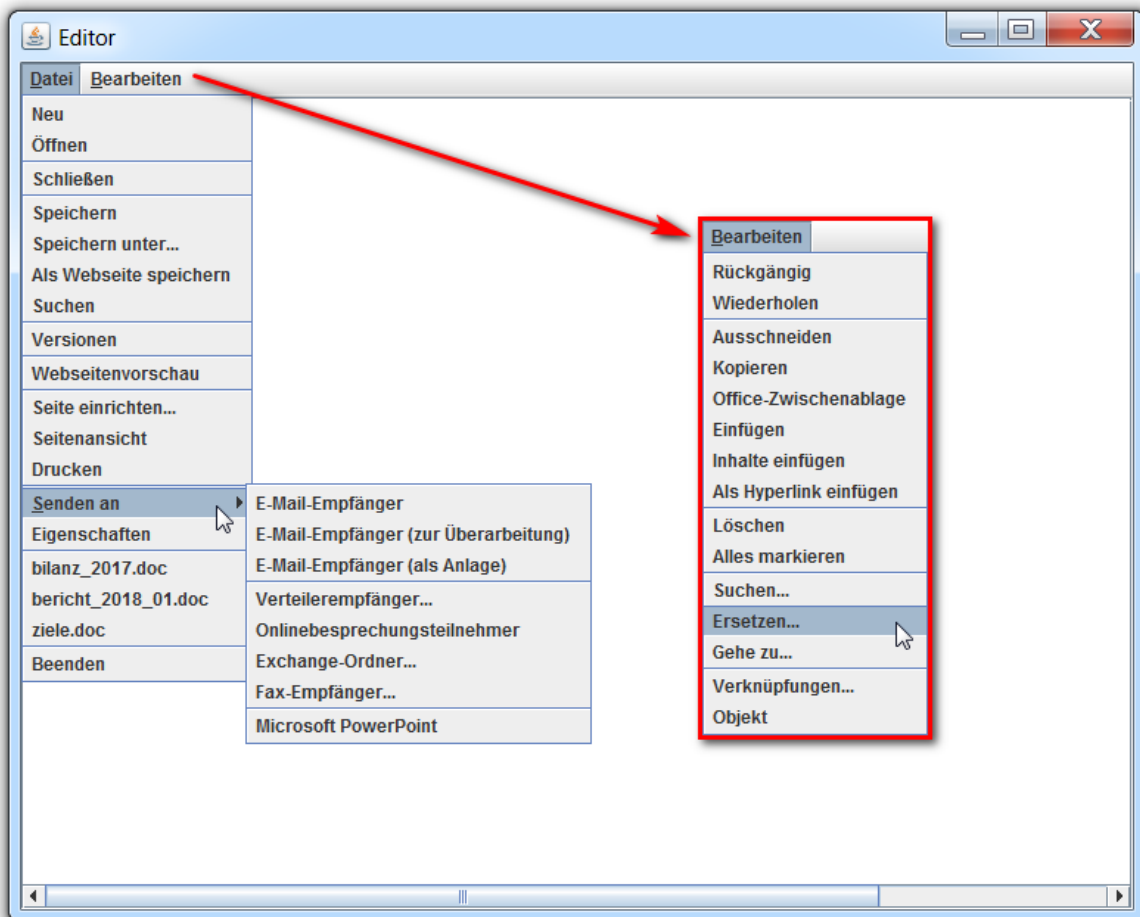 Editor
Datei Bearbeiten
Neu
Öffnen
Schließen
Speichern
Speichern unter...
Als Webseite speichern
Suchen
Versionen
Webseitenvorschau
Seite einrichten...
Seitenansicht
Drucken
Senden an
Eigenschaften
bilanz_2017.doc
bericht_2018_01.doc
ziele.doc
Beenden
E-Mail-Empfänger
E-Mail-Empfänger (zur Überarbeitung)
E-Mail-Empfänger (als Anlage)
Verteilerempfänger...
Onlinebesprechungsteilnehmer
Exchange-Ordner...
Fax-Empfänger...
Microsoft PowerPoint
Bearbeiten
Rückgängig
Wiederholen
Ausschneiden
Kopieren
Office-Zwischenablage
Einfügen
Inhalte einfügen
Als Hyperlink einfügen
Löschen
Alles markieren
Suchen...
Ersetzen...
Gehe zu...
Verknüpfungen...
Objekt